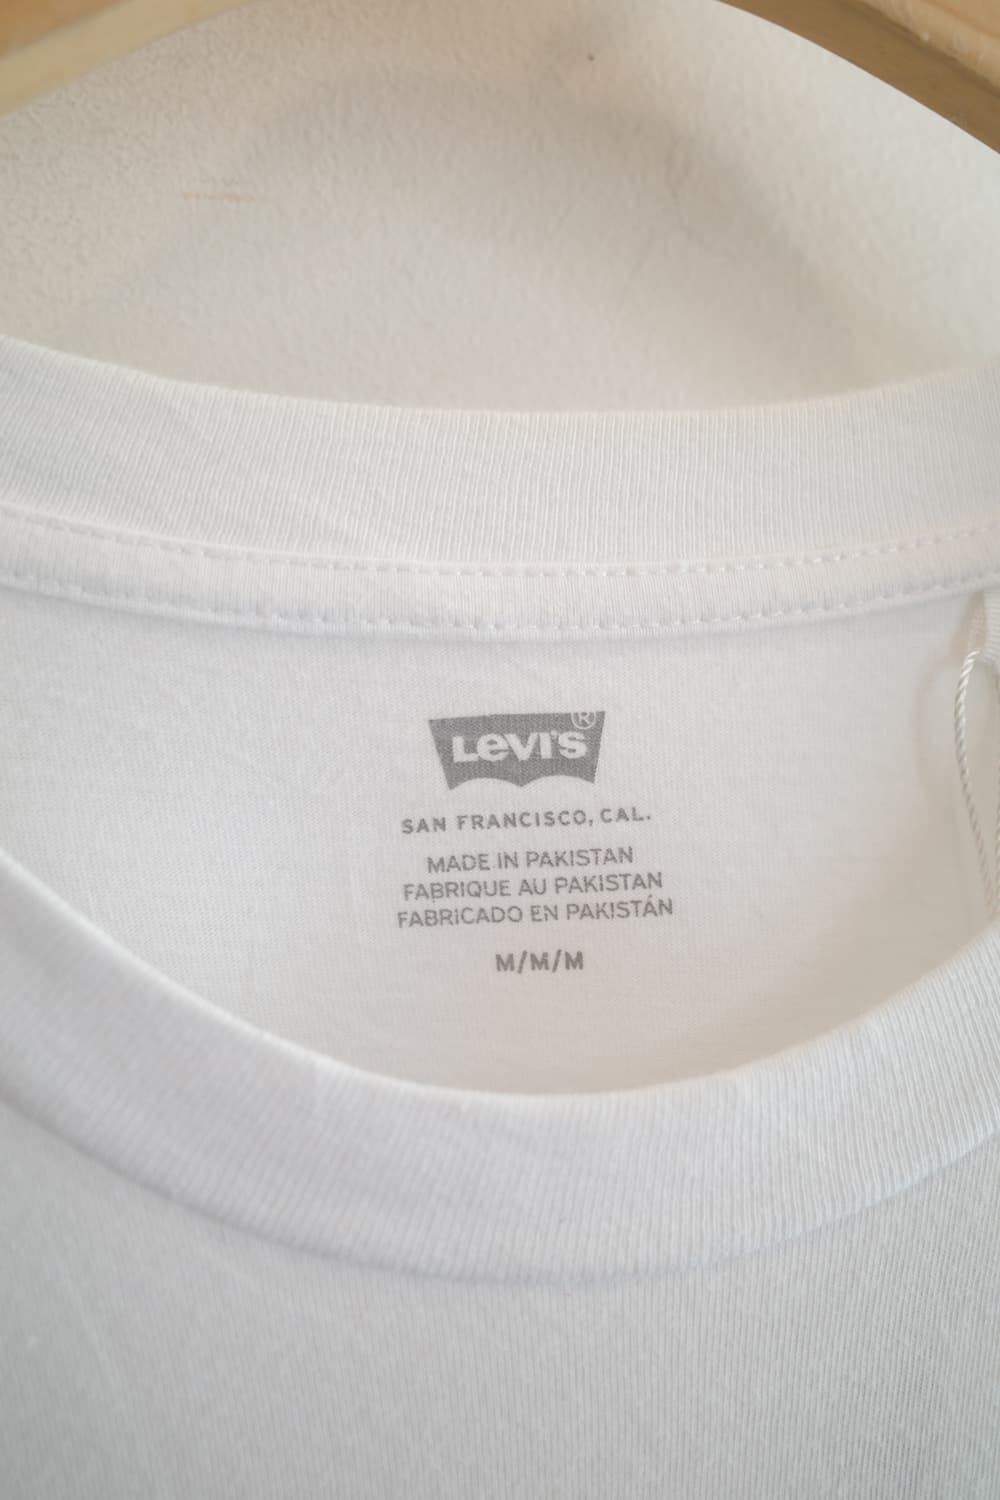 LEVI'S®
SAN FRANCISCO, CAL.
MADE IN PAKISTAN
FABRIQUE AU PAKISTAN
FABRICADO EN PAKISTÁN
M/M/M